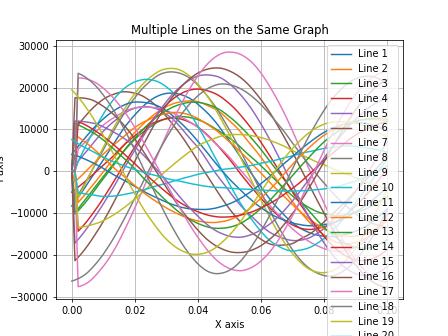 Multiple Lines on the Same Graph
30000
20000
10000
0
−10000
−20000
−30000
0.00
0.02
0.04
0.06
X axis
Line 1
Line 2
Line 3
Line 4
Line 5
Line 6
Line 7
Line 8
Line 9
Line 10
Line 11
Line 12
Line 13
Line 14
Line 15
Line 16
Line 17
Line 18
Line 19